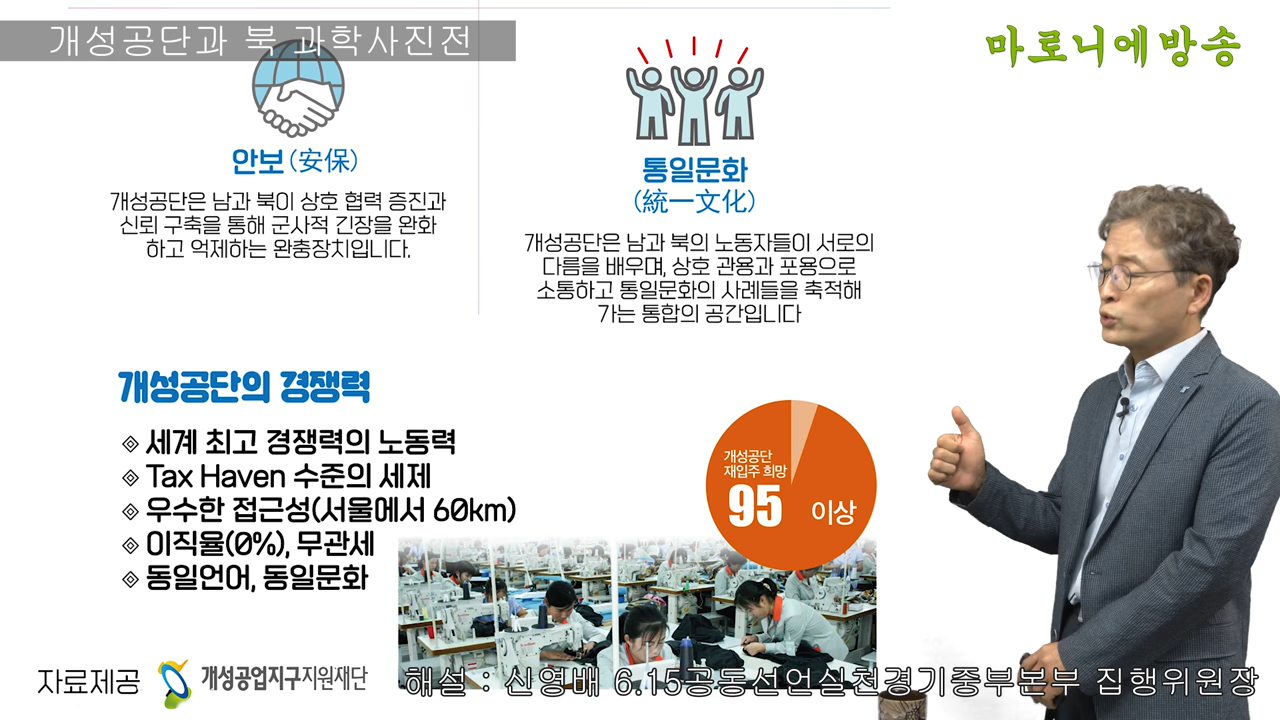 개성공단과 북 과학사진전
마로니에방송
안보(安保)
개성공단은 남과 북이 상호 협력 증진과
신뢰 구축을 통해 군사적 긴장을 완화
하고 억제하는 완충장치입니다.
통일문화
(統一文化)
개성공단은 남과 북의 노동자들이 서로의
다름을 배우며, 상호 관용과 포용으로
소통하고 통일문화의 사례들을 축적해
가는 통합의 공간입니다
개성공단의 경쟁력
세계 최고 경쟁력의 노동력
Tax Haven 수준의 세제
우수한 접근성(서울에서 60km)
이직율(0%), 무관세
동일언어, 동일문화
개성공단
재입주 희망
95 이상
자료제공 개성공업지구지원재단
해설 : 신영배 6.15공동선언실천경기중부본부 집행위원장